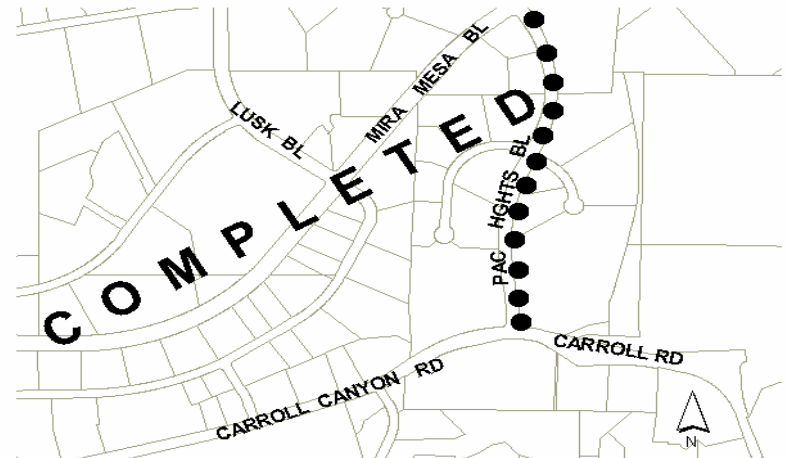 MIRA MESA BL
LUSK BL
COMPLETED
PAC HGHTS BL
CARROLL RD
CARROLL CANYON RD
N